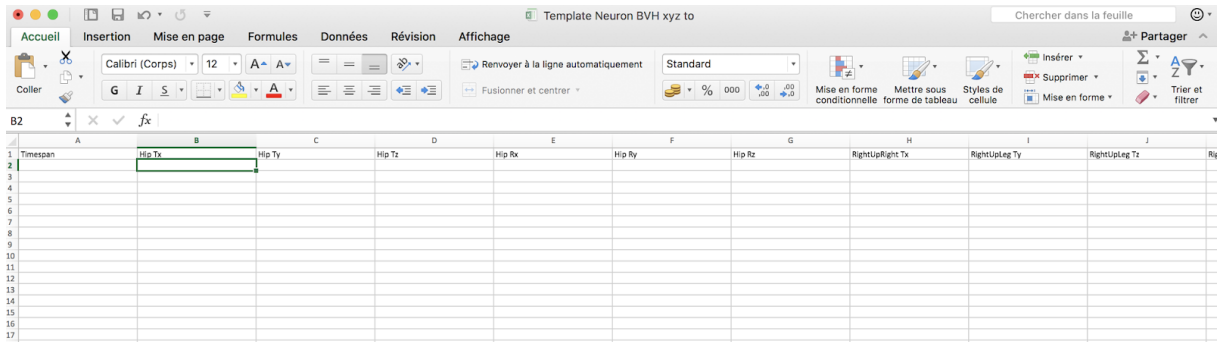 Template Neuron BVH xyz to
Chercher dans la feuille
Accueil Insertion Mise en page Formules Données Révision Affichage Partager
Coller
Calibri (Corps) 12 A A
G I S A
Renvoyer à la ligne automatiquement
Fusionner et centrer
Standard
% 000 ,0 ,00 ,00 ,0
Mise en forme conditionnelle
Mettre sous forme de tableau
Styles de cellule
Insérer
Supprimer
Mise en forme
Σ
A Z
Trier et filtrer
B2 fx
A B C D E F G H I J
1 Timespan Hip Tx Hip Ty Hip Tz Hip Rx Hip Ry Hip Rz RightUpRight Tx RightUpLeg Ty RightUpLeg Tz
2
3
4
5
6
7
8
9
10
11
12
13
14
15
16
17